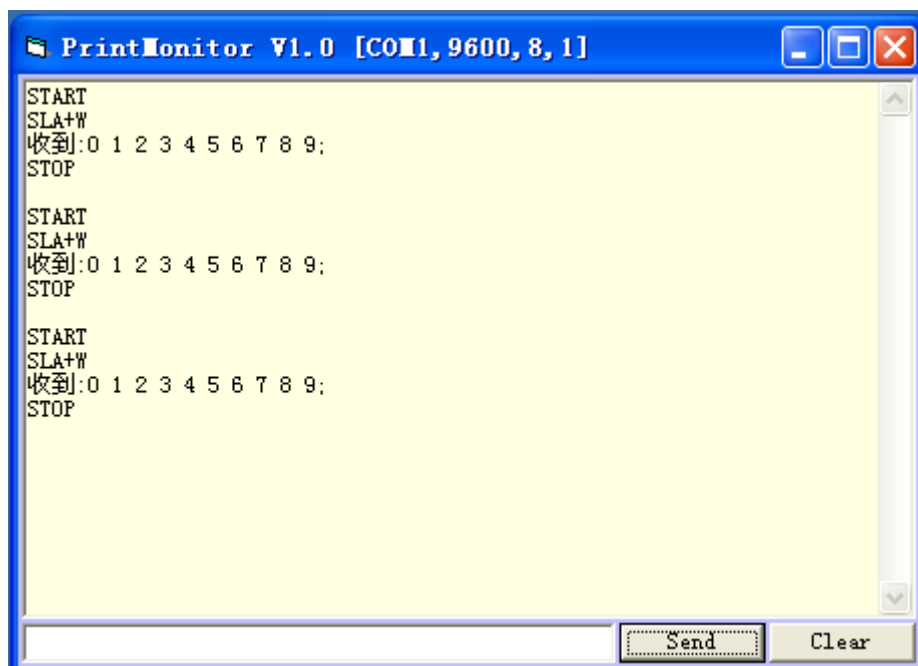 PrintMonitor V1.0 [COM1,9600,8,1]
START
SLA+W
收到:0 1 2 3 4 5 6 7 8 9;
STOP
START
SLA+W
收到:0 1 2 3 4 5 6 7 8 9;
STOP
START
SLA+W
收到:0 1 2 3 4 5 6 7 8 9;
STOP
Send
Clear